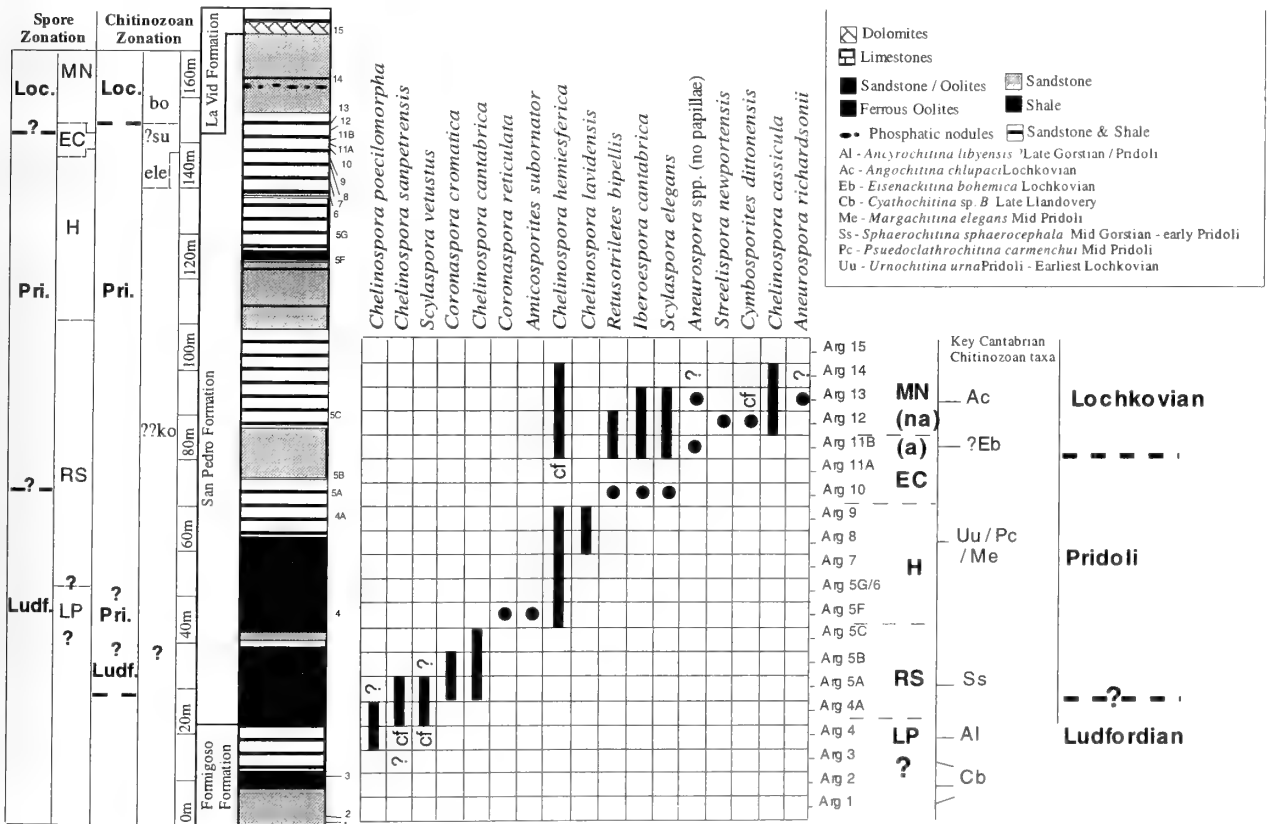 Spore Zonation
Chitinozoan Zonation
Loc.
?
Pri.
?
Ludf.
MN
EC
H
RS
?
LP
?
Loc.
Pri.
?
Pri.
?
Ludf.
bo
?su
ele
??ko
?
0m
20m
40m
60m
80m
100m
120m
140m
160m
La Vid Formation
San Pedro Formation
Formigoso Formation
15
14
13
12
11B
11A
10
9
8
7
6
5G
5F
5C
5B
5A
4A
4
3
2
Chelinospora poecilomorpha
Chelinospora sanpetrensis
Scylaspora vetustus
Coronaspora cromatica
Chelinospora cantabrica
Coronaspora reticulata
Amicosporites subornator
Chelinospora hemiesferica
Chelinospora lavidensis
Retusotriletes bipellis
Iberoespora cantabrica
Scylaspora elegans
Aneurospora spp. (no papillae)
Streelispora newportensis
Cymbosporites dittonensis
Chelinospora cassicula
Aneurospora richardsonii
Dolomites
Limestones
Sandstone / Oolites
Sandstone
Ferrous Oolites
Shale
Phosphatic nodules
Sandstone & Shale
Al - Ancyrochitina libyensis ?Late Gorstian / Pridoli
Ac - Angochitina chlupaciLochkovian
Eb - Eisenackitina bohemica Lochkovian
Cb - Cyathochitina sp. B Late Llandovery
Me - Margachitina elegans Mid Pridoli
Ss - Sphaerochitina sphaerocephala Mid Gorstian - early Pridoli
Pc - Psuedoclathrochitina carmenchui Mid Pridoli
Uu - Urnochitina urnaPridoli - Earliest Lochkovian
?
cf
?
?
cf
cf
cf
?
cf
?
Arg 15
Arg 14
Arg 13
Arg 12
Arg 11B
Arg 11A
Arg 10
Arg 9
Arg 8
Arg 7
Arg 5G/6
Arg 5F
Arg 5C
Arg 5B
Arg 5A
Arg 4A
Arg 4
Arg 3
Arg 2
Arg 1
MN
(na)
(a)
EC
H
RS
LP
?
Key Cantabrian
Chitinozoan taxa
Ac
?Eb
Uu / Pc
/ Me
Ss
Al
Cb
Lochkovian
Pridoli
?
Ludfordian